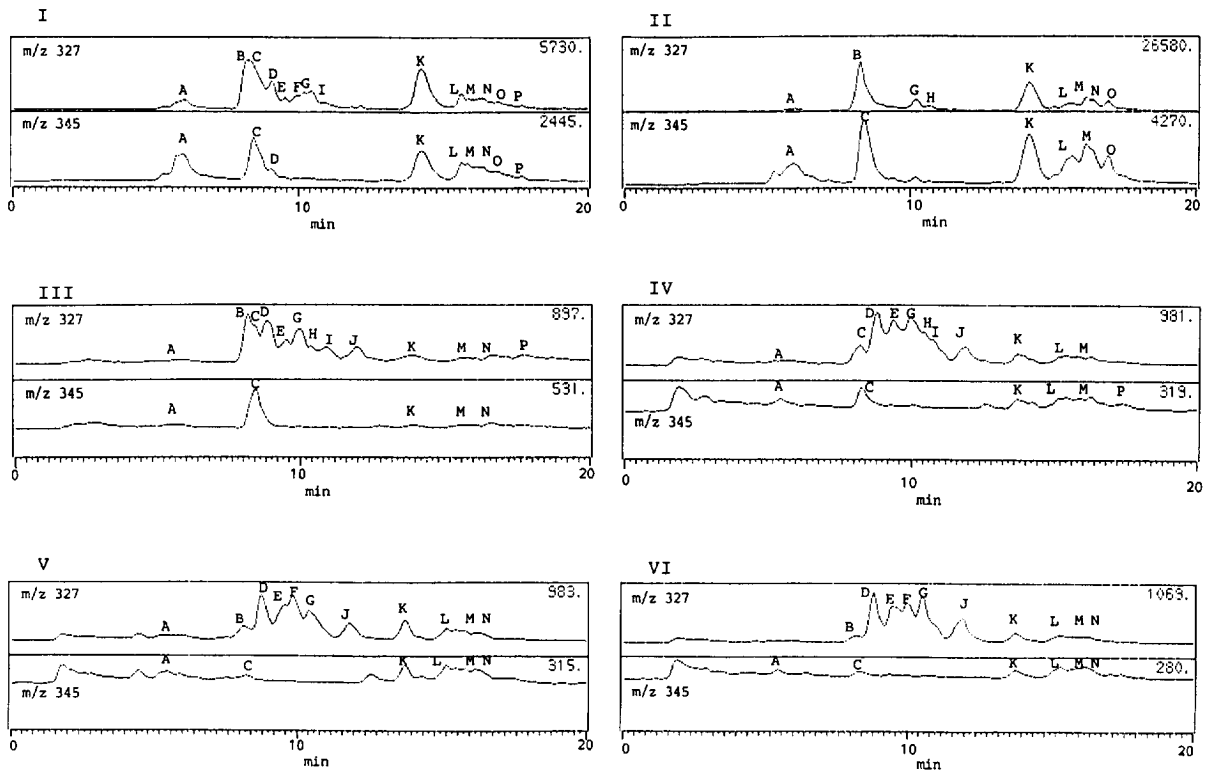 I
m/z 327
5730.
A B C D E F G I K L M N O P
m/z 345
2445.
A C D K L M N O P
0 10 20
min
II
m/z 327
26580.
A B G H K L M N O
m/z 345
4270.
A C K L M O
0 10 20
min
III
m/z 327
897.
A B C D E G H I J K M N P
m/z 345
531.
A C K M N
0 10 20
min
IV
m/z 327
981.
A C D E G H I J K L M
319.
A C K L M P
m/z 345
0 10 20
min
V
m/z 327
983.
A B D E F G J K L M N
315.
A C K L M N
m/z 345
0 10 20
min
VI
m/z 327
1069.
B D E F G J K L M N
280.
A C K L M N
m/z 345
0 10 20
min